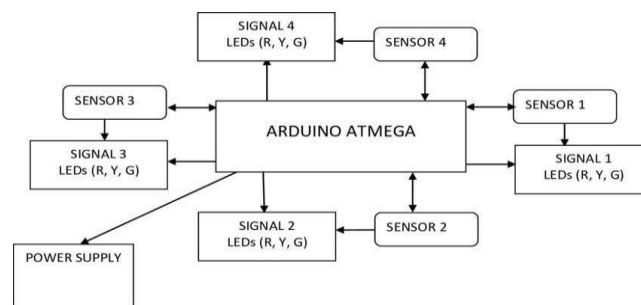 SIGNAL 4
LEDs (R, Y, G)
SENSOR 4
SENSOR 3
SENSOR 1
ARDUINO ATMEGA
SIGNAL 3
LEDs (R, Y, G)
SIGNAL 1
LEDs (R, Y, G)
SIGNAL 2
LEDs (R, Y, G)
SENSOR 2
POWER SUPPLY